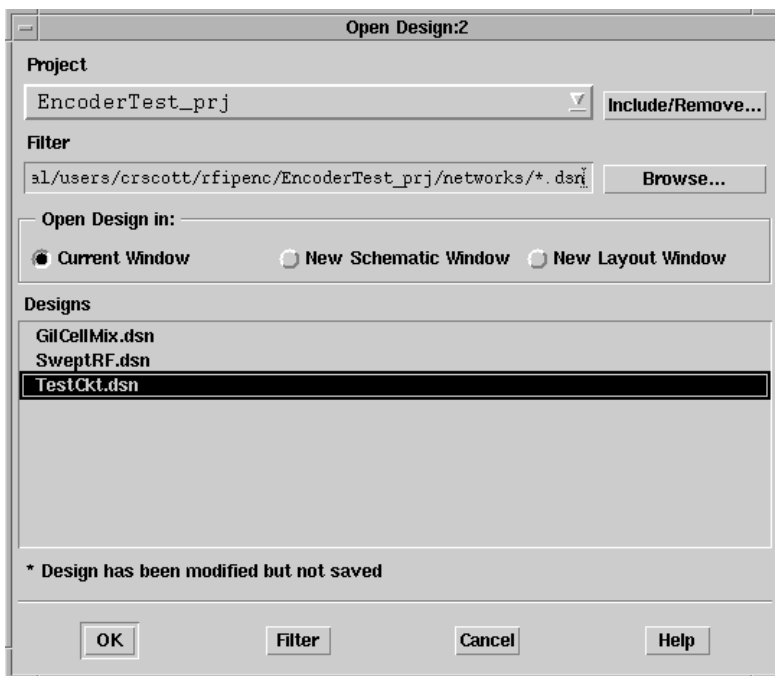 Open Design:2
Project
EncoderTest_prj
Include/Remove...
Filter
al/users/crscott/rfipenc/EncoderTest_prj/networks/*.dsn
Browse...
Open Design in:
Current Window New Schematic Window New Layout Window
Designs
GilCellMix.dsn
SweptRF.dsn
TestCkt.dsn
* Design has been modified but not saved
OK Filter Cancel Help